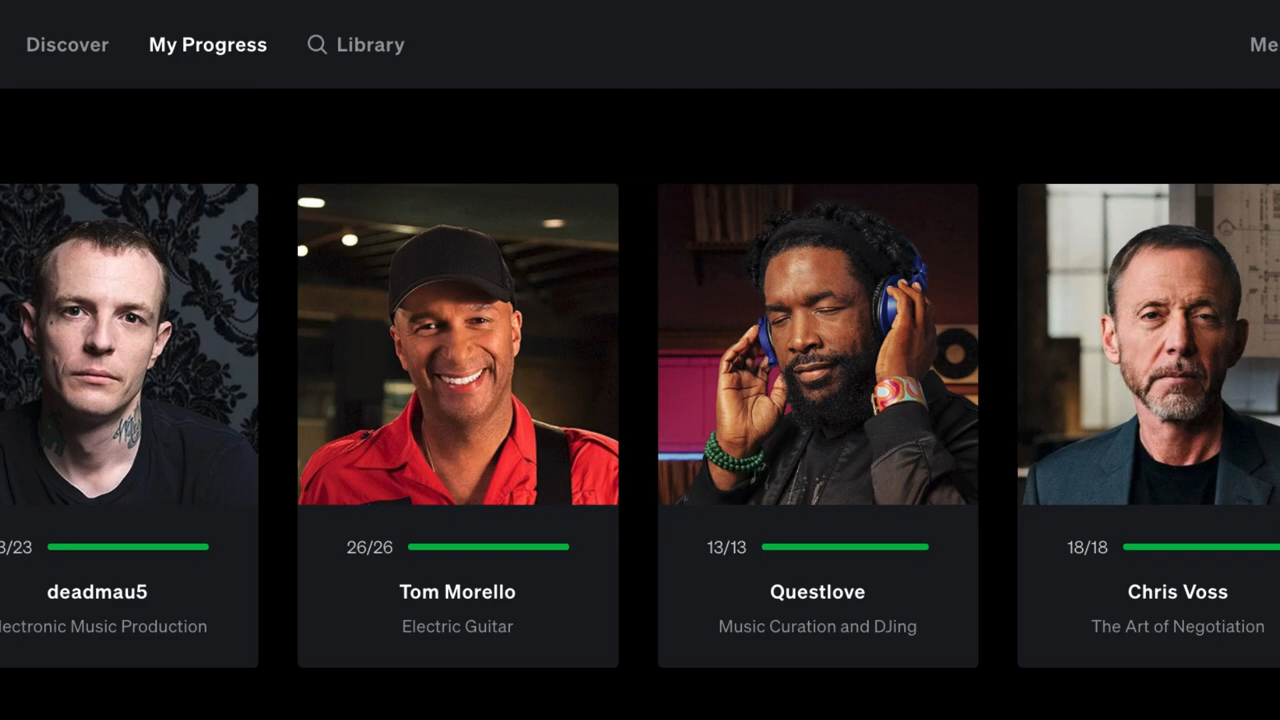 Discover My Progress Library Me
3/23
deadmau5
lectronic Music Production
26/26
Tom Morello
Electric Guitar
13/13
Questlove
Music Curation and DJing
18/18
Chris Voss
The Art of Negotiation